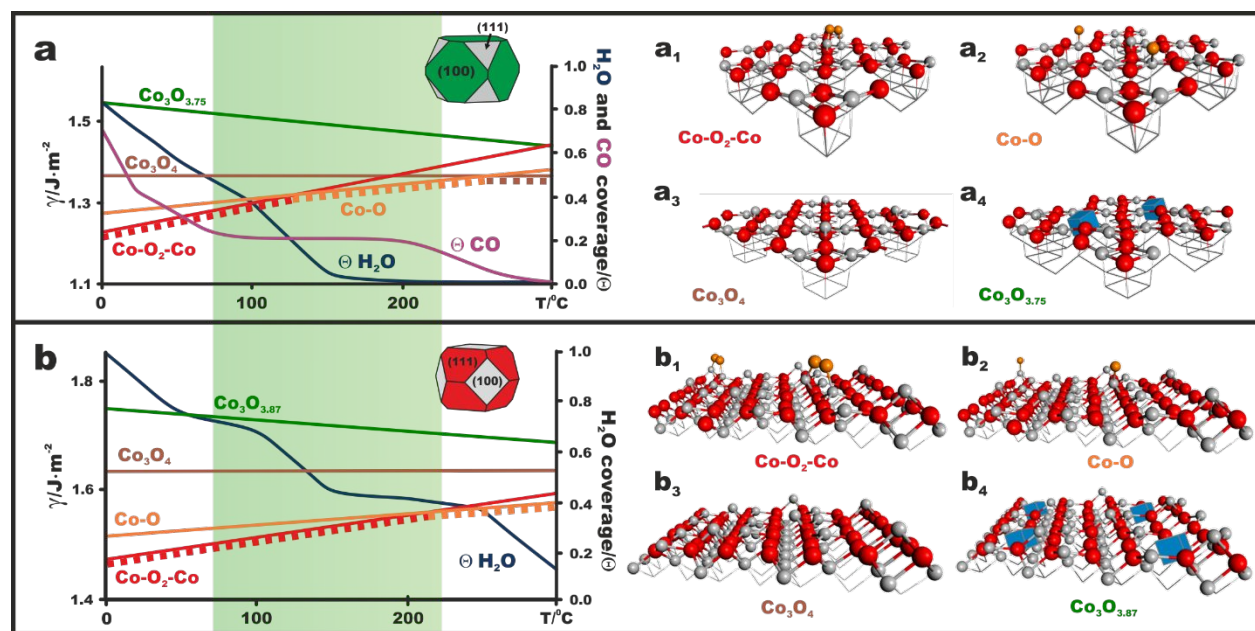 a
(111)
(100)
Co₃O₃.₇₅
Co₃O₄
Co-O
Co-O₂-Co
Θ CO
Θ H₂O
γ/J·m⁻²
1.5
1.3
1.1
0
100
200
T/°C
1.0
0.8
0.6
0.4
0.2
0.0
H₂O and CO coverage/Θ
a₁
Co-O₂-Co
a₂
Co-O
a₃
Co₃O₄
a₄
Co₃O₃.₇₅
b
(111)
(100)
Co₃O₃.₈₇
Co₃O₄
Co-O
Co-O₂-Co
Θ H₂O
γ/J·m⁻²
1.8
1.6
1.4
0
100
200
T/°C
1.0
0.8
0.6
0.4
0.2
0.0
H₂O coverage/Θ
b₁
Co-O₂-Co
b₂
Co-O
b₃
Co₃O₄
b₄
Co₃O₃.₈₇